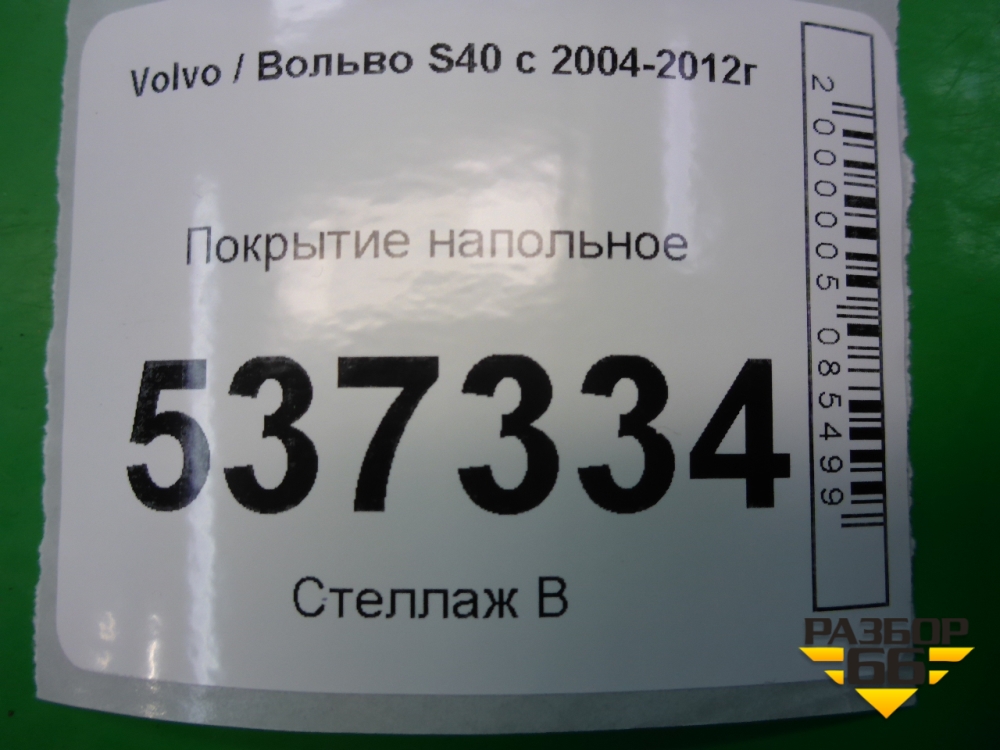 Volvo / Вольво S40 с 2004-2012г
Покрытие напольное
537334
Стеллаж В
2000005085499
РАЗБОР
66